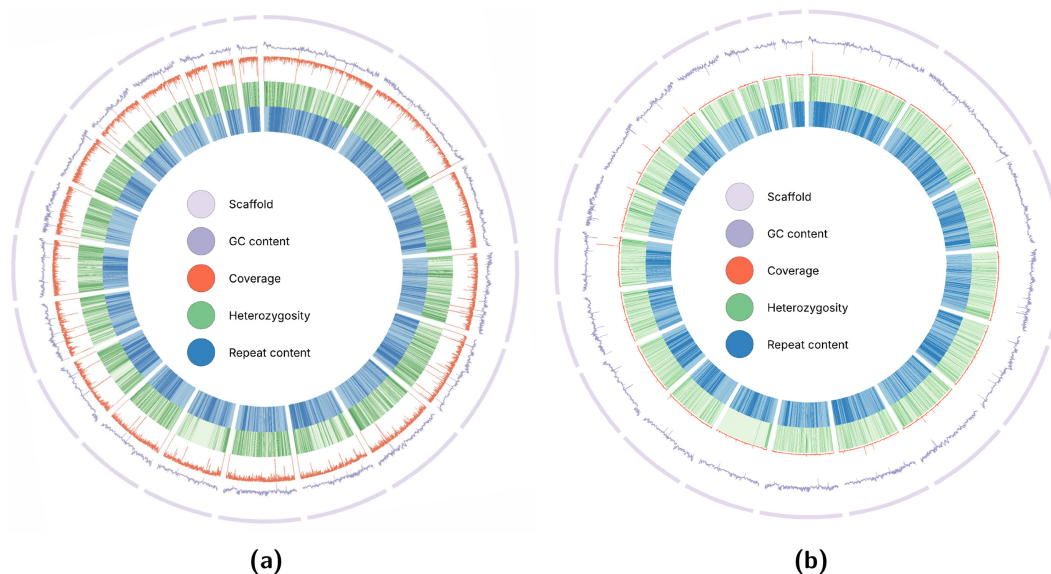 Scaffold
GC content
Coverage
Heterozygosity
Repeat content
Scaffold
GC content
Coverage
Heterozygosity
Repeat content
(a)
(b)